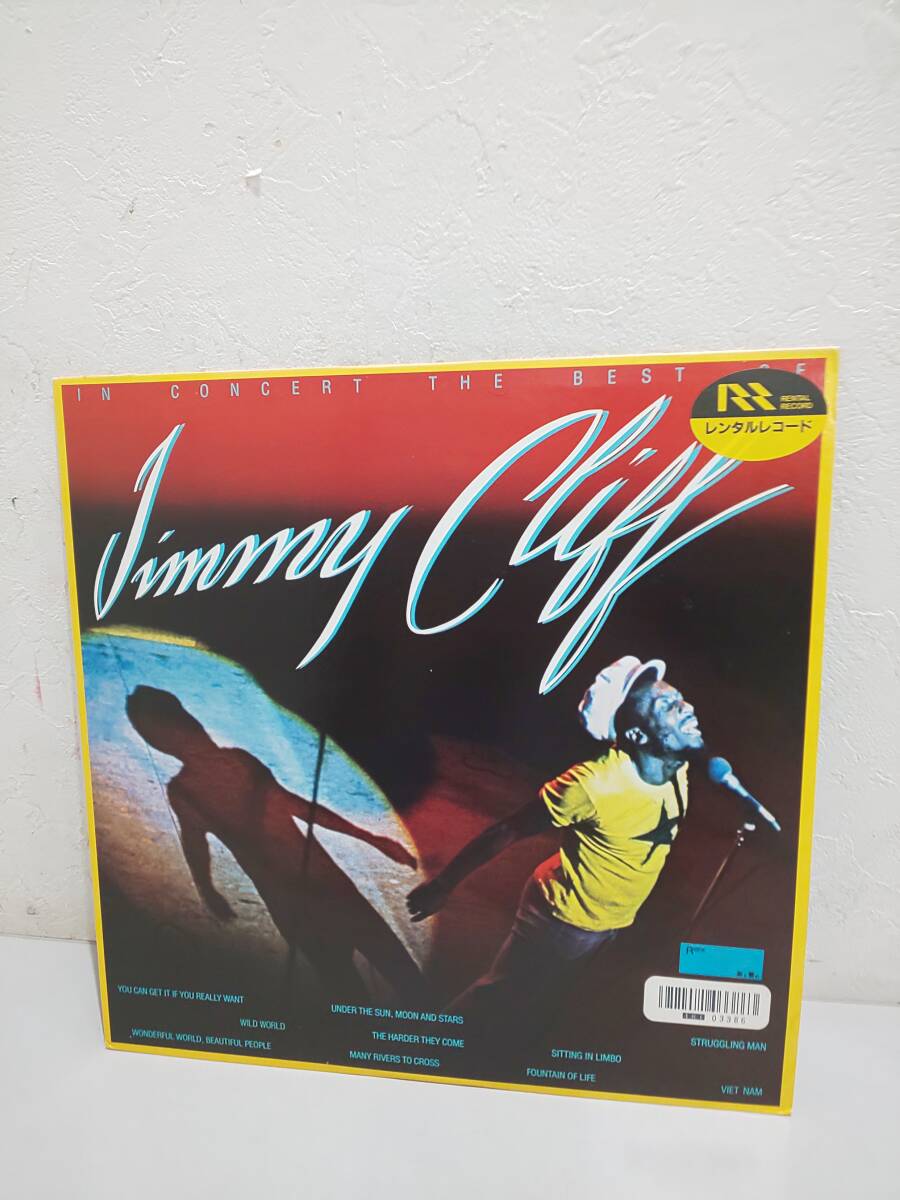 IN CONCERT THE BEST OF
RENTAL
RECORD
レンタルレコード
Jimmy Cliff
YOU CAN GET IT IF YOU REALLY WANT
WILD WORLD
WONDERFUL WORLD, BEAUTIFUL PEOPLE
UNDER THE SUN, MOON AND STARS
THE HARDER THEY COME
MANY RIVERS TO CROSS
SITTING IN LIMBO
FOUNTAIN OF LIFE
STRUGGLING MAN
VIET NAM
03386